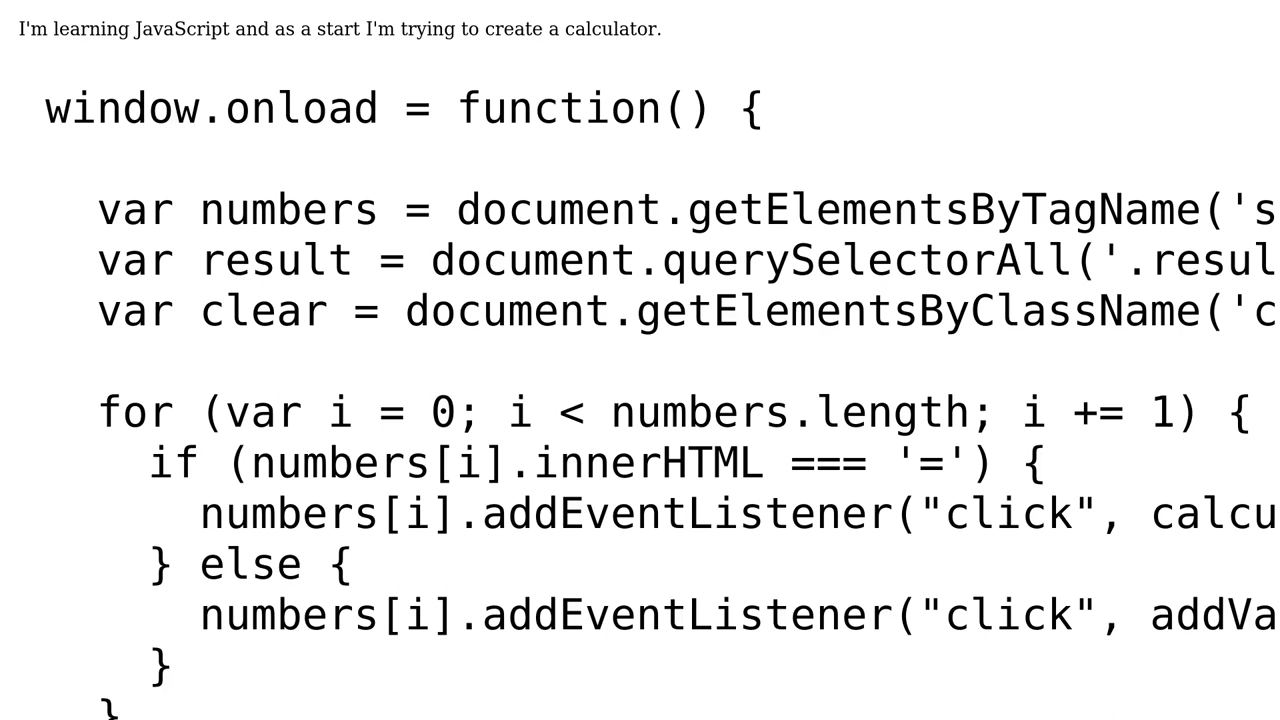 I'm learning JavaScript and as a start I'm trying to create a calculator.
window.onload = function() {
var numbers = document.getElementsByTagName('s
var result = document.querySelectorAll('.resul
var clear = document.getElementsByClassName('c
for (var i = 0; i < numbers.length; i += 1) {
if (numbers[i].innerHTML === '=') {
numbers[i].addEventListener("click", calcu
} else {
numbers[i].addEventListener("click", addVa
}
}